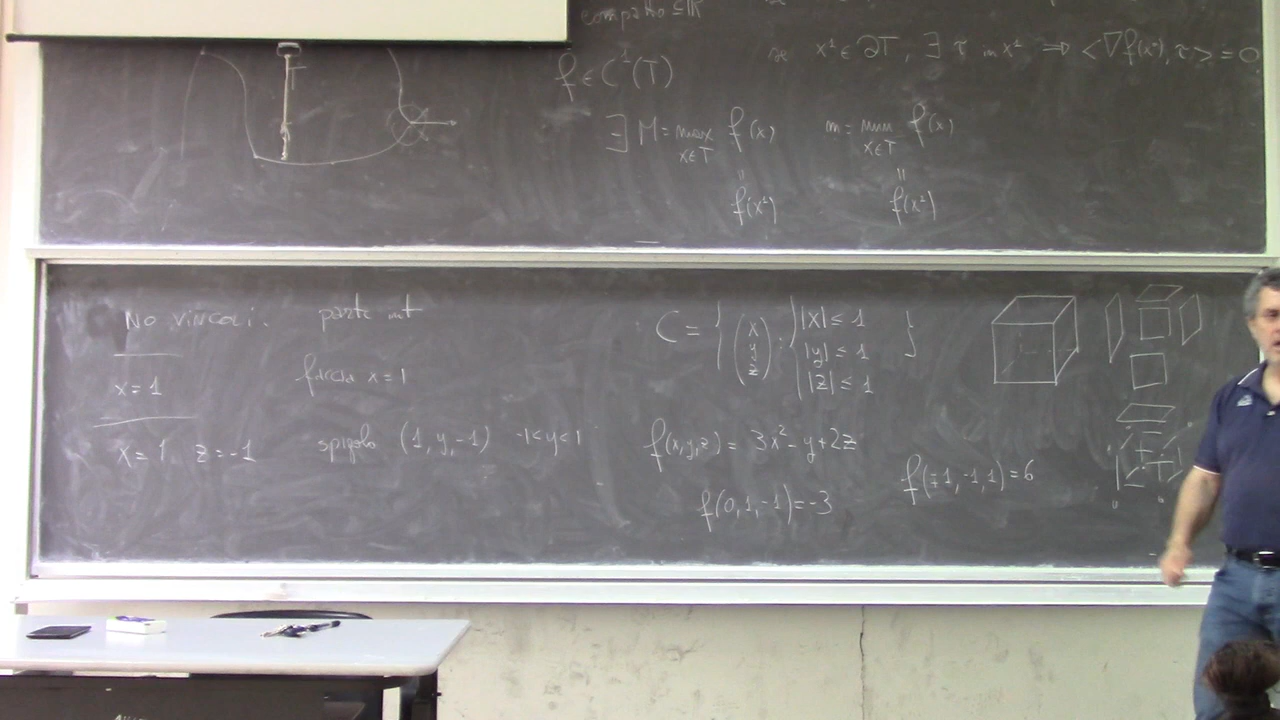 compatto ⊆ ℝ
se x¹ ∈ ∂T, ∃ τ in x¹ ⇒ <∇f(x¹), τ> = 0
f ∈ C¹(T)
∃ M = max f(x) m = min f(x)
x∈T x∈T
" "
f(x¹) f(x²)
NO VINCOLI. parte int
x = 1 faccia x = 1
x = 1 z = -1 spigolo (1, y, -1) -1<y<1
C = { (x y z) : { |x| ≤ 1 |y| ≤ 1 |z| ≤ 1 }
f(x,y,z) = 3x² - y + 2z
f(0,1,-1) = -3
f(∓1,-1,1) = 6